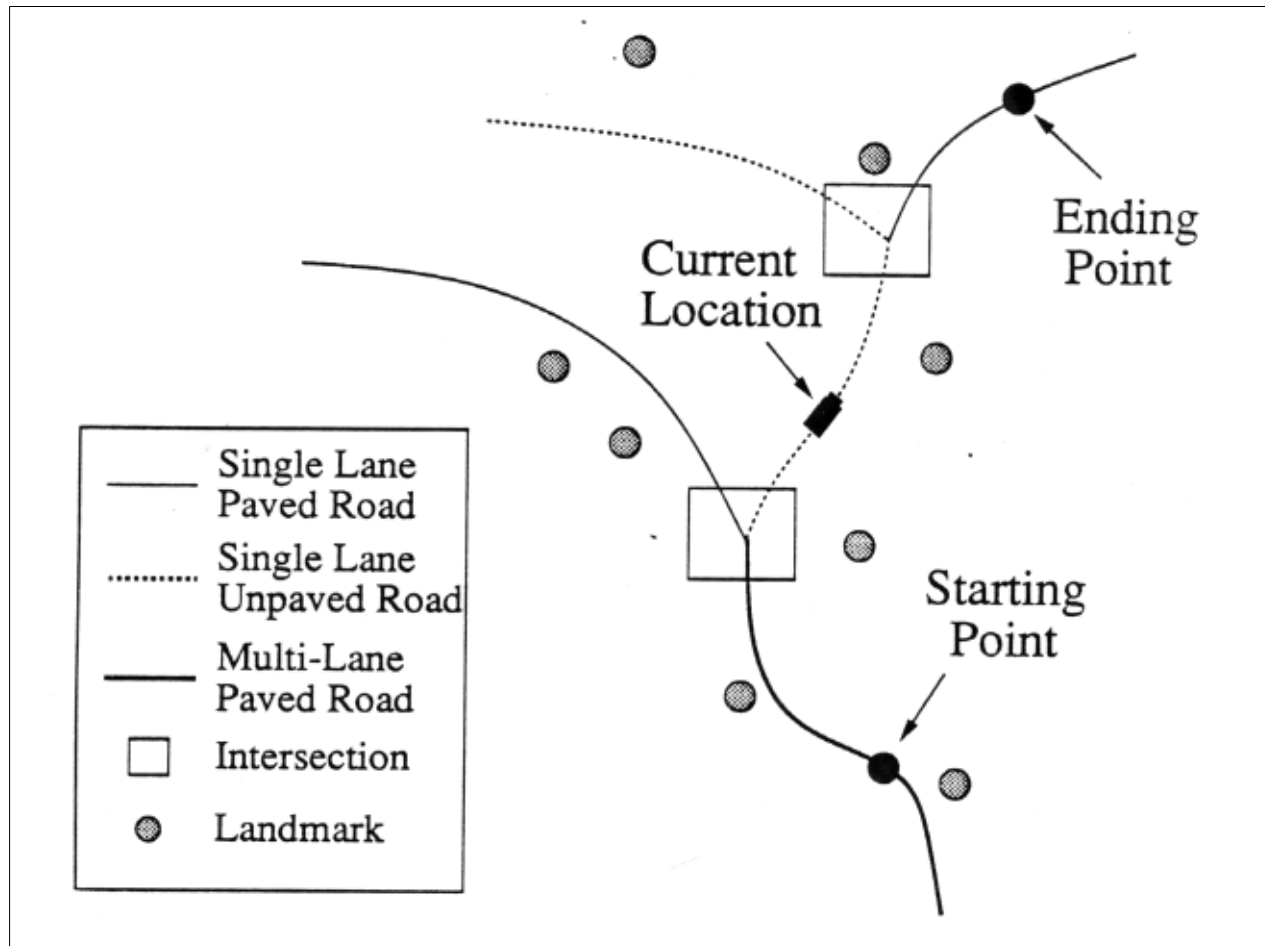 Ending
Point
Current
Location
Single Lane
Paved Road
Single Lane
Unpaved Road
Multi-Lane
Paved Road
Intersection
Landmark
Starting
Point